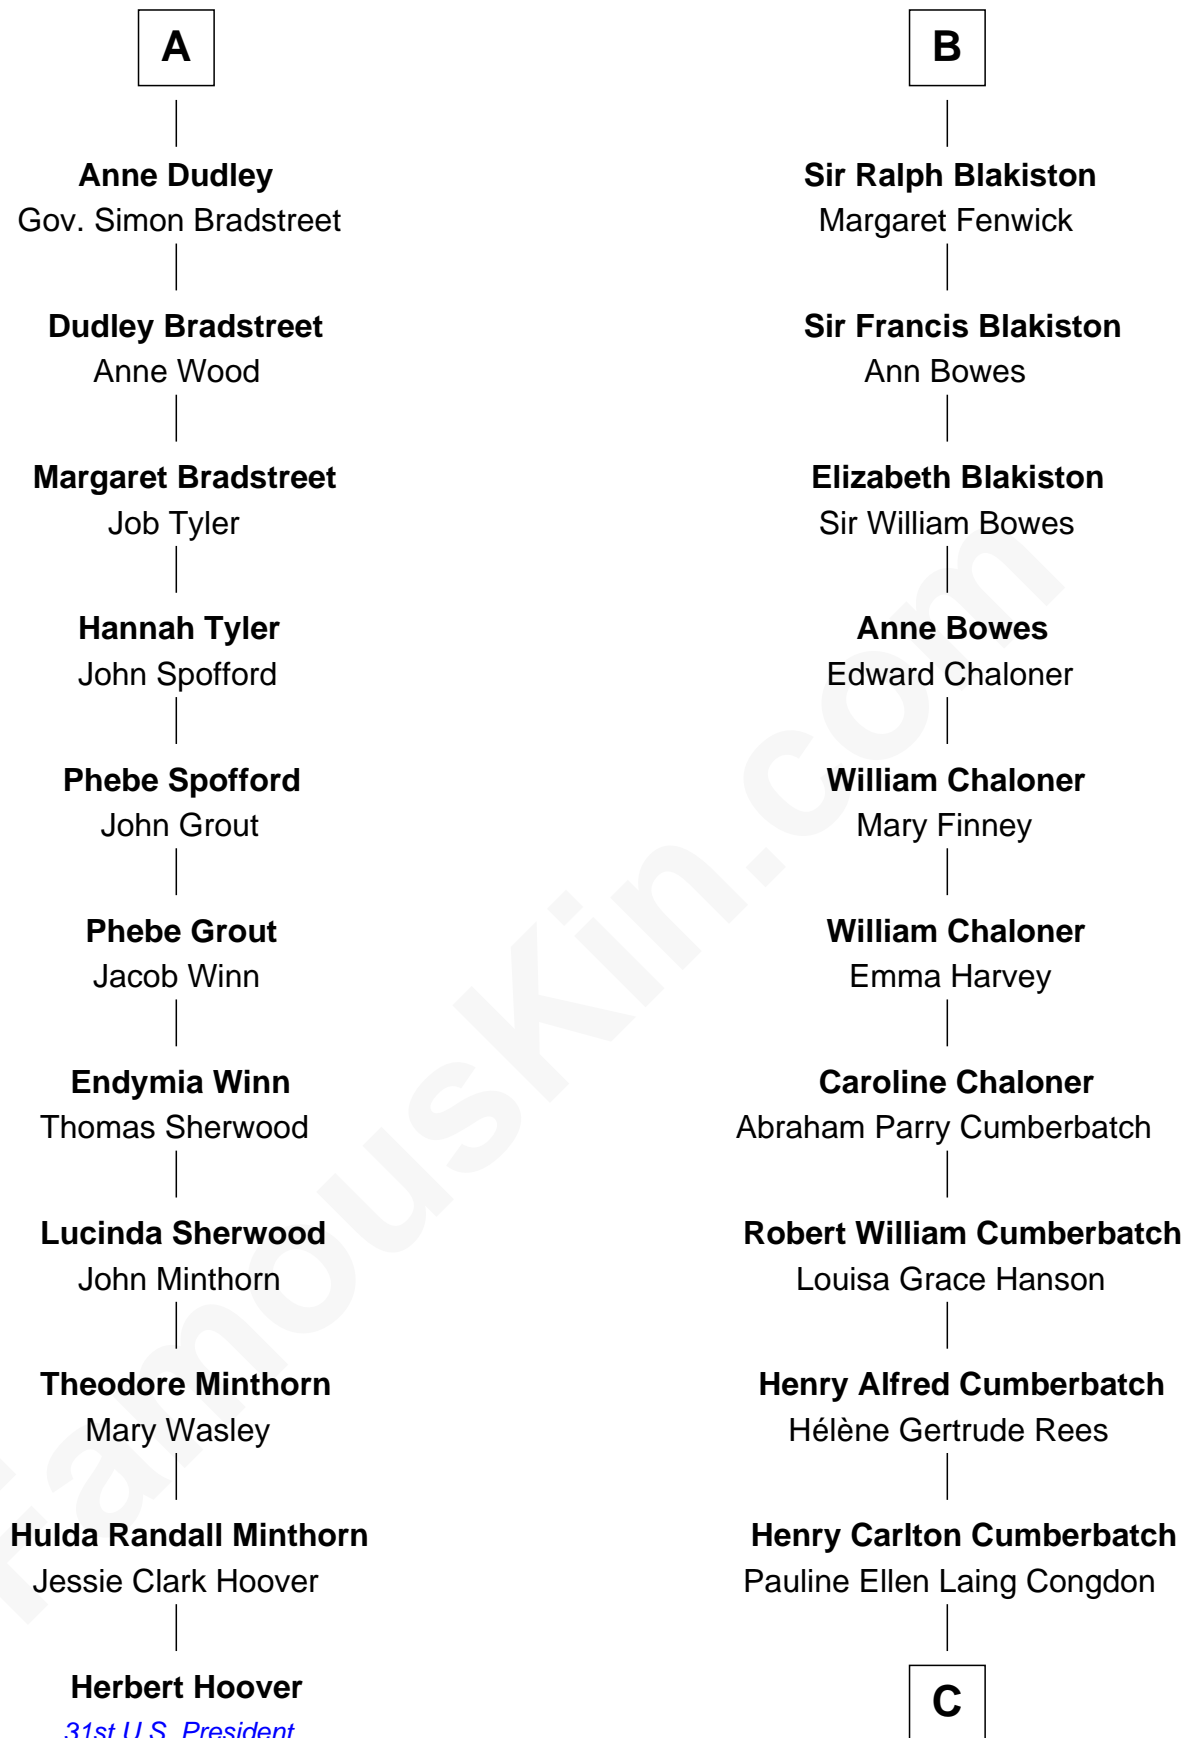 A
Anne Dudley
Gov. Simon Bradstreet
Dudley Bradstreet
Anne Wood
Margaret Bradstreet
Job Tyler
Hannah Tyler
John Spofford
Phebe Spofford
John Grout
Phebe Grout
Jacob Winn
Endymia Winn
Thomas Sherwood
Lucinda Sherwood
John Minthorn
Theodore Minthorn
Mary Wasley
Hulda Randall Minthorn
Jessie Clark Hoover
Herbert Hoover
31st U.S. President
B
Sir Ralph Blakiston
Margaret Fenwick
Sir Francis Blakiston
Ann Bowes
Elizabeth Blakiston
Sir William Bowes
Anne Bowes
Edward Chaloner
William Chaloner
Mary Finney
William Chaloner
Emma Harvey
Caroline Chaloner
Abraham Parry Cumberbatch
Robert William Cumberbatch
Louisa Grace Hanson
Henry Alfred Cumberbatch
Hélène Gertrude Rees
Henry Carlton Cumberbatch
Pauline Ellen Laing Congdon
C
famouskin.com